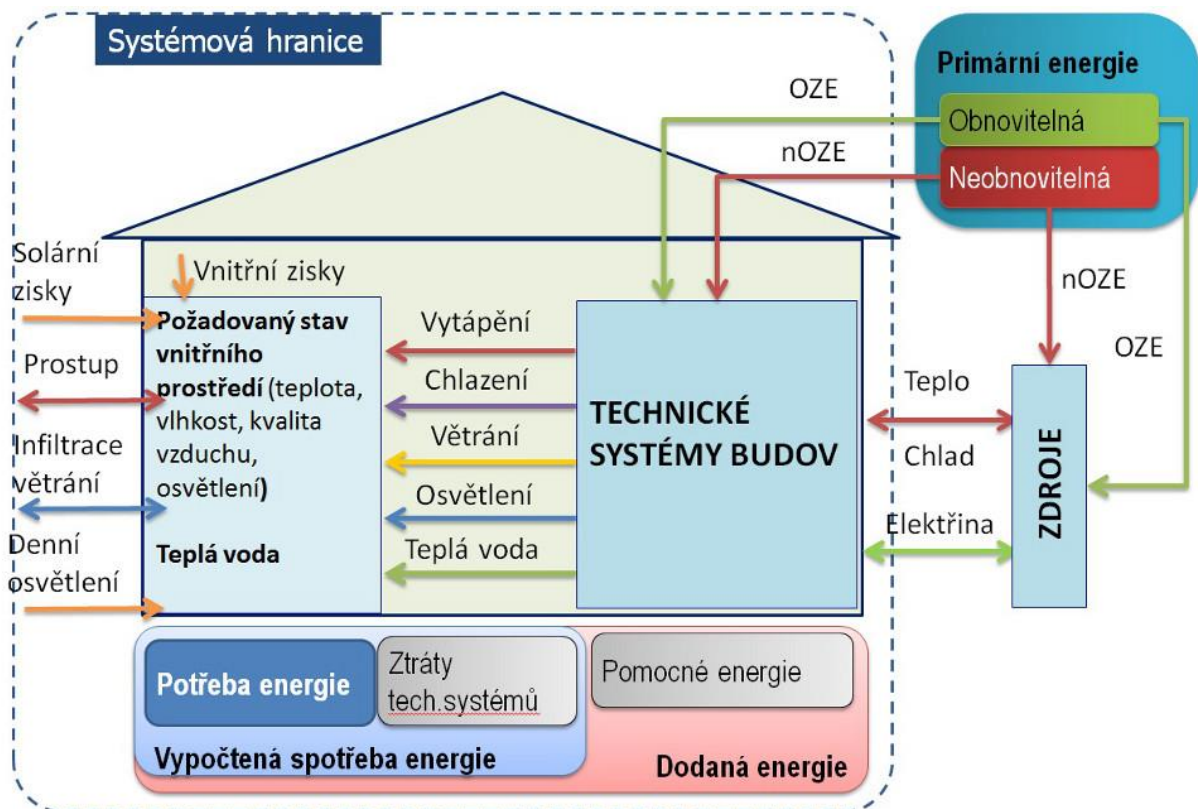 Systémová hranice
Primární energie
OZE
Obnovitelná
nOZE
Neobnovitelná
Solární
zisky
Vnitřní zisky
nOZE
Požadovaný stav
vnitřního
prostředí (teplota,
vlhkost, kvalita
vzduchu,
osvětlení)
Teplá voda
Vytápění
Chlazení
Větrání
Osvětlení
Teplá voda
TECHNICKÉ
SYSTÉMY BUDOV
OZE
Prostup
Infiltrace
větrání
Denní
osvětlení
Teplo
Chlad
Elektřina
ZDROJE
Potřeba energie
Ztráty
tech.systémů
Pomocné energie
Vypočtená spotřeba energie
Dodaná energie